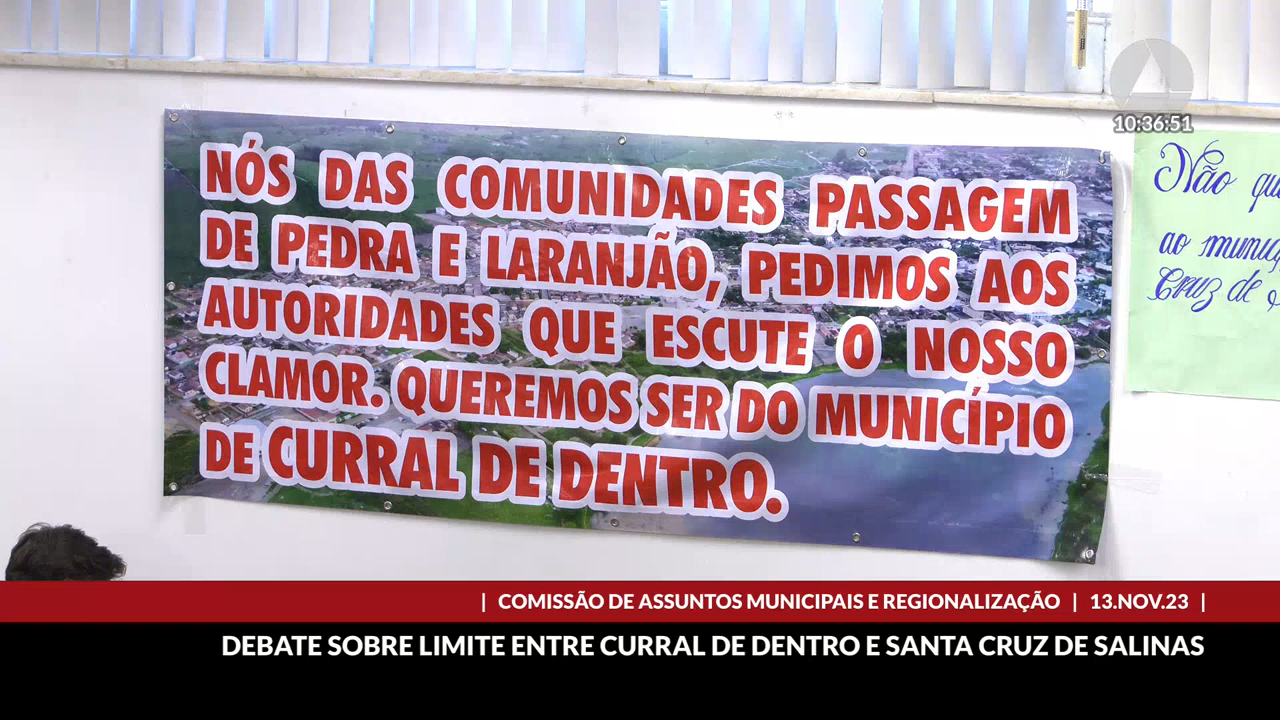 10:36:51
NÓS DAS COMUNIDADES PASSAGEM
DE PEDRA E LARANJÃO, PEDIMOS AOS
AUTORIDADES QUE ESCUTE O NOSSO
CLAMOR. QUEREMOS SER DO MUNICÍPIO
DE CURRAL DE DENTRO.
Não
ao
Cruz de
| COMISSÃO DE ASSUNTOS MUNICIPAIS E REGIONALIZAÇÃO | 13.NOV.23 |
DEBATE SOBRE LIMITE ENTRE CURRAL DE DENTRO E SANTA CRUZ DE SALINAS